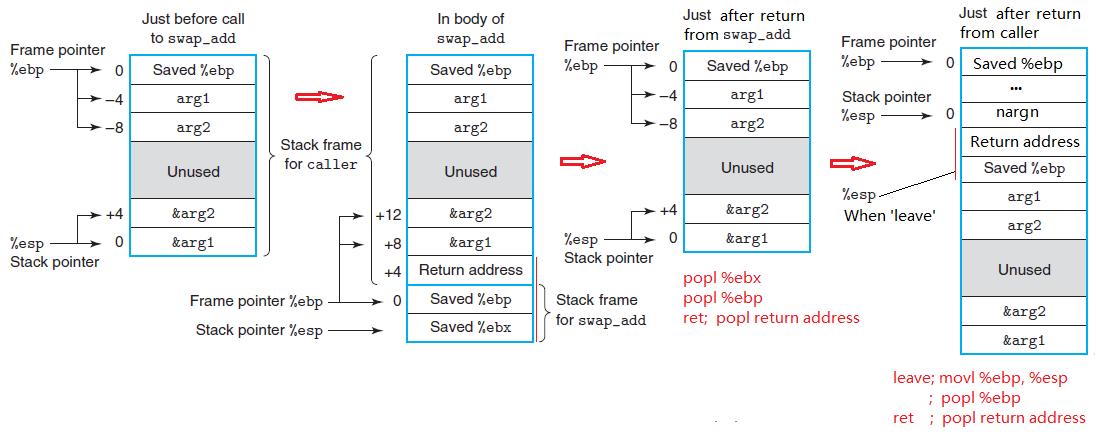 Just before call
to swap_add
Frame pointer
%ebp
0
-4
-8
Saved %ebp
arg1
arg2
Unused
+4
&arg2
%esp
0
&arg1
Stack pointer
Stack frame
for caller
In body of
swap_add
Saved %ebp
arg1
arg2
Unused
+12
&arg2
+8
&arg1
+4
Return address
Frame pointer %ebp
0
Saved %ebp
Stack pointer %esp
Saved %ebx
Stack frame
for swap_add
Just after return
from swap_add
Frame pointer
%ebp
0
-4
-8
Saved %ebp
arg1
arg2
Unused
+4
&arg2
%esp
0
&arg1
Stack pointer
popl %ebx
popl %ebp
ret; popl return address
Just after return
from caller
Frame pointer
%ebp
0
Saved %ebp
...
Stack pointer
%esp
0
nargn
Return address
Saved %ebp
%esp
When 'leave'
arg1
arg2
Unused
&arg2
&arg1
leave; movl %ebp, %esp
; popl %ebp
ret ; popl return address